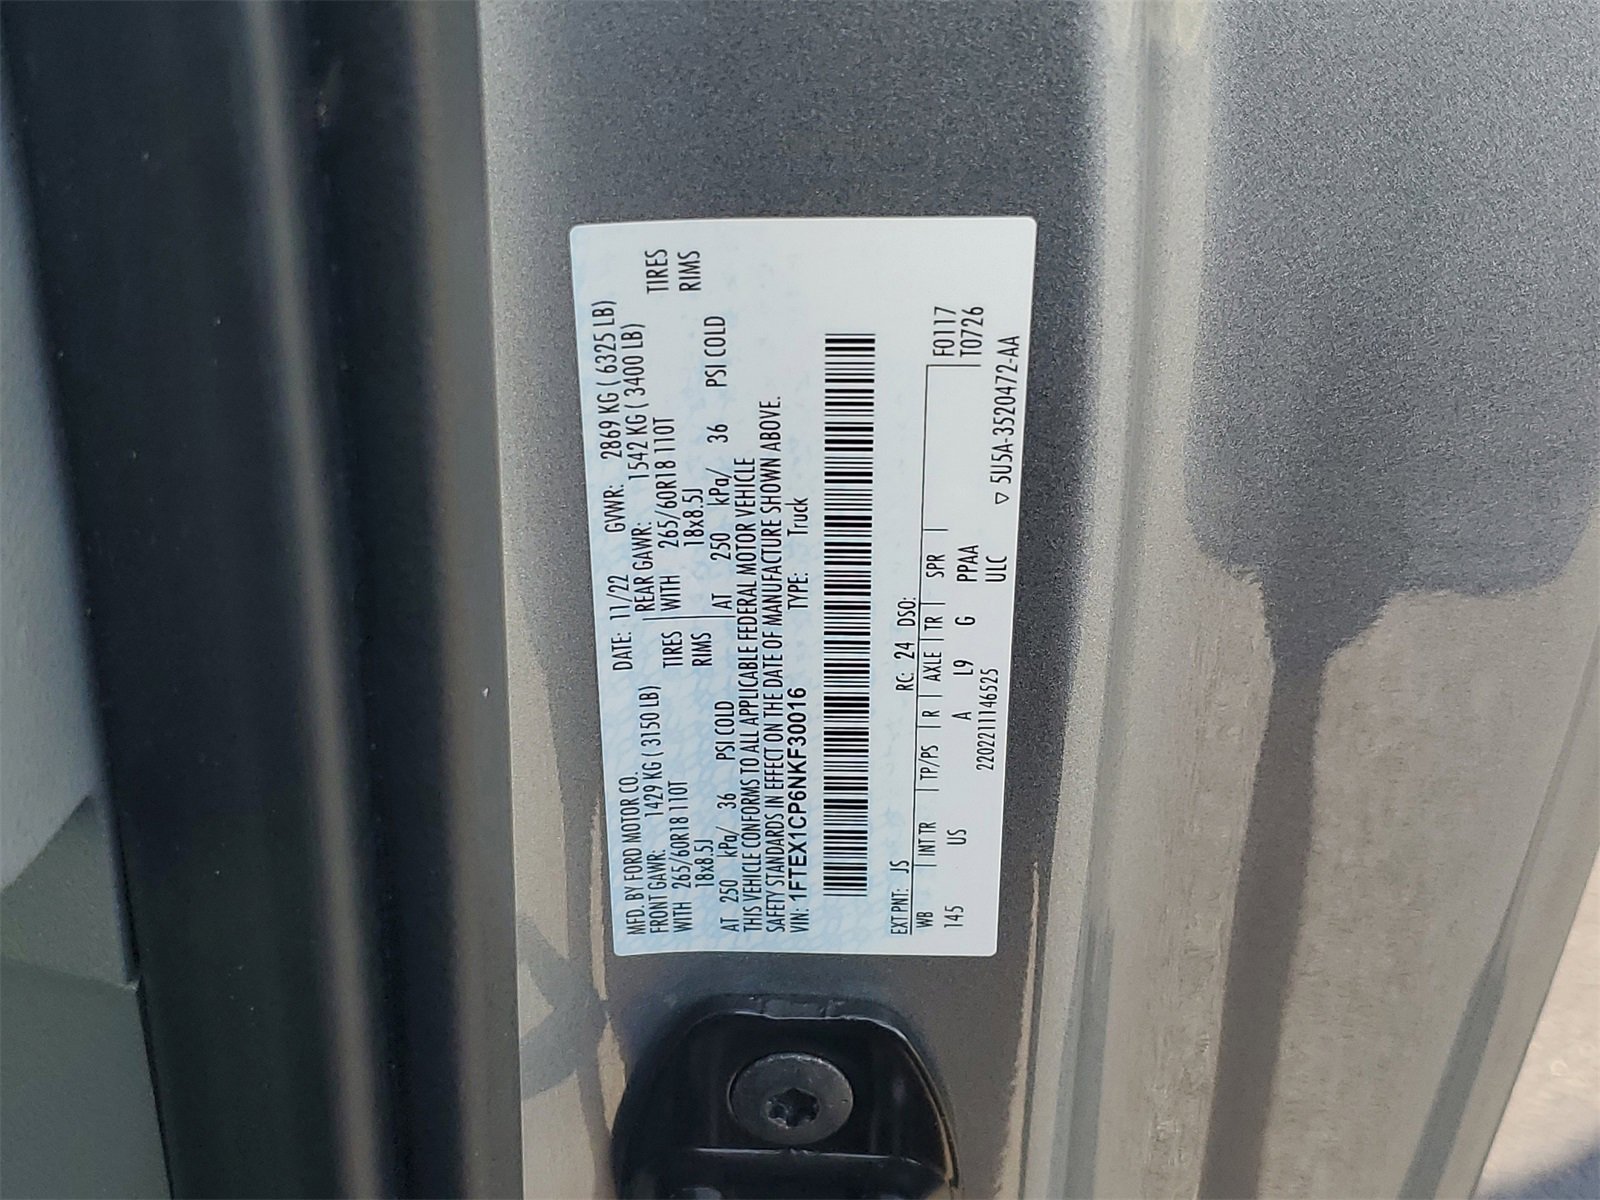 MFD. BY FORD MOTOR CO. DATE: 11/22 GVWR: 2869 KG ( 6325 LB)
FRONT GAWR: 1429 KG ( 3150 LB) REAR GAWR: 1542 KG ( 3400 LB)
WITH 265/60R18 110T TIRES WITH 265/60R18 110T TIRES
18x8.5J RIMS 18x8.5J RIMS
AT 250 kPa/ 36 PSI COLD AT 250 kPa/ 36 PSI COLD
THIS VEHICLE CONFORMS TO ALL APPLICABLE FEDERAL MOTOR VEHICLE
SAFETY STANDARDS IN EFFECT ON THE DATE OF MANUFACTURE SHOWN ABOVE.
VIN: 1FTEX1CP6NKF30016 TYPE: Truck
EXT PNT: JS RC: 24 DSO: F0117
WB INT TR TP/PS R AXLE TR SPR T0726
145 US A L9 G PPAA
220221146525 ULC ▽ 5U5A-3520472-AA